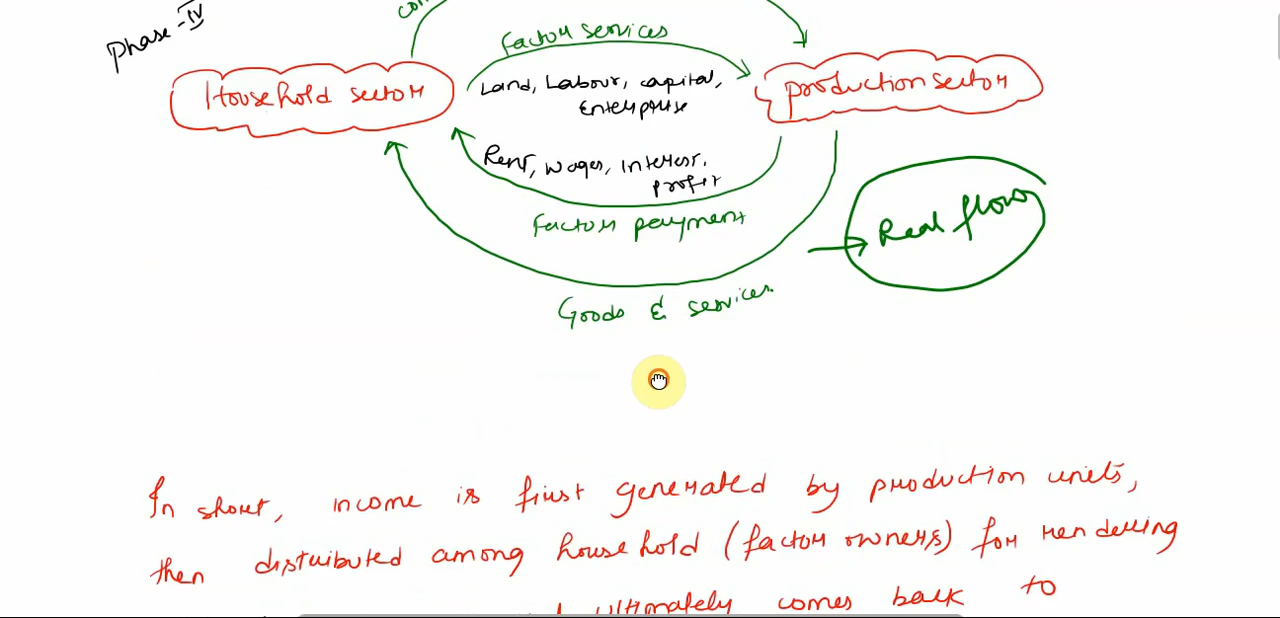 con
Phase - IV
Factor services
Household sector
Land, Labour, capital,
Enterprise
production sector
Rent, wages, interest,
profit
Factor payment
Real flow
Goods & services
In short, income is first generated by production units,
then distributed among household (factor owners) for rendering
ultimately comes back to